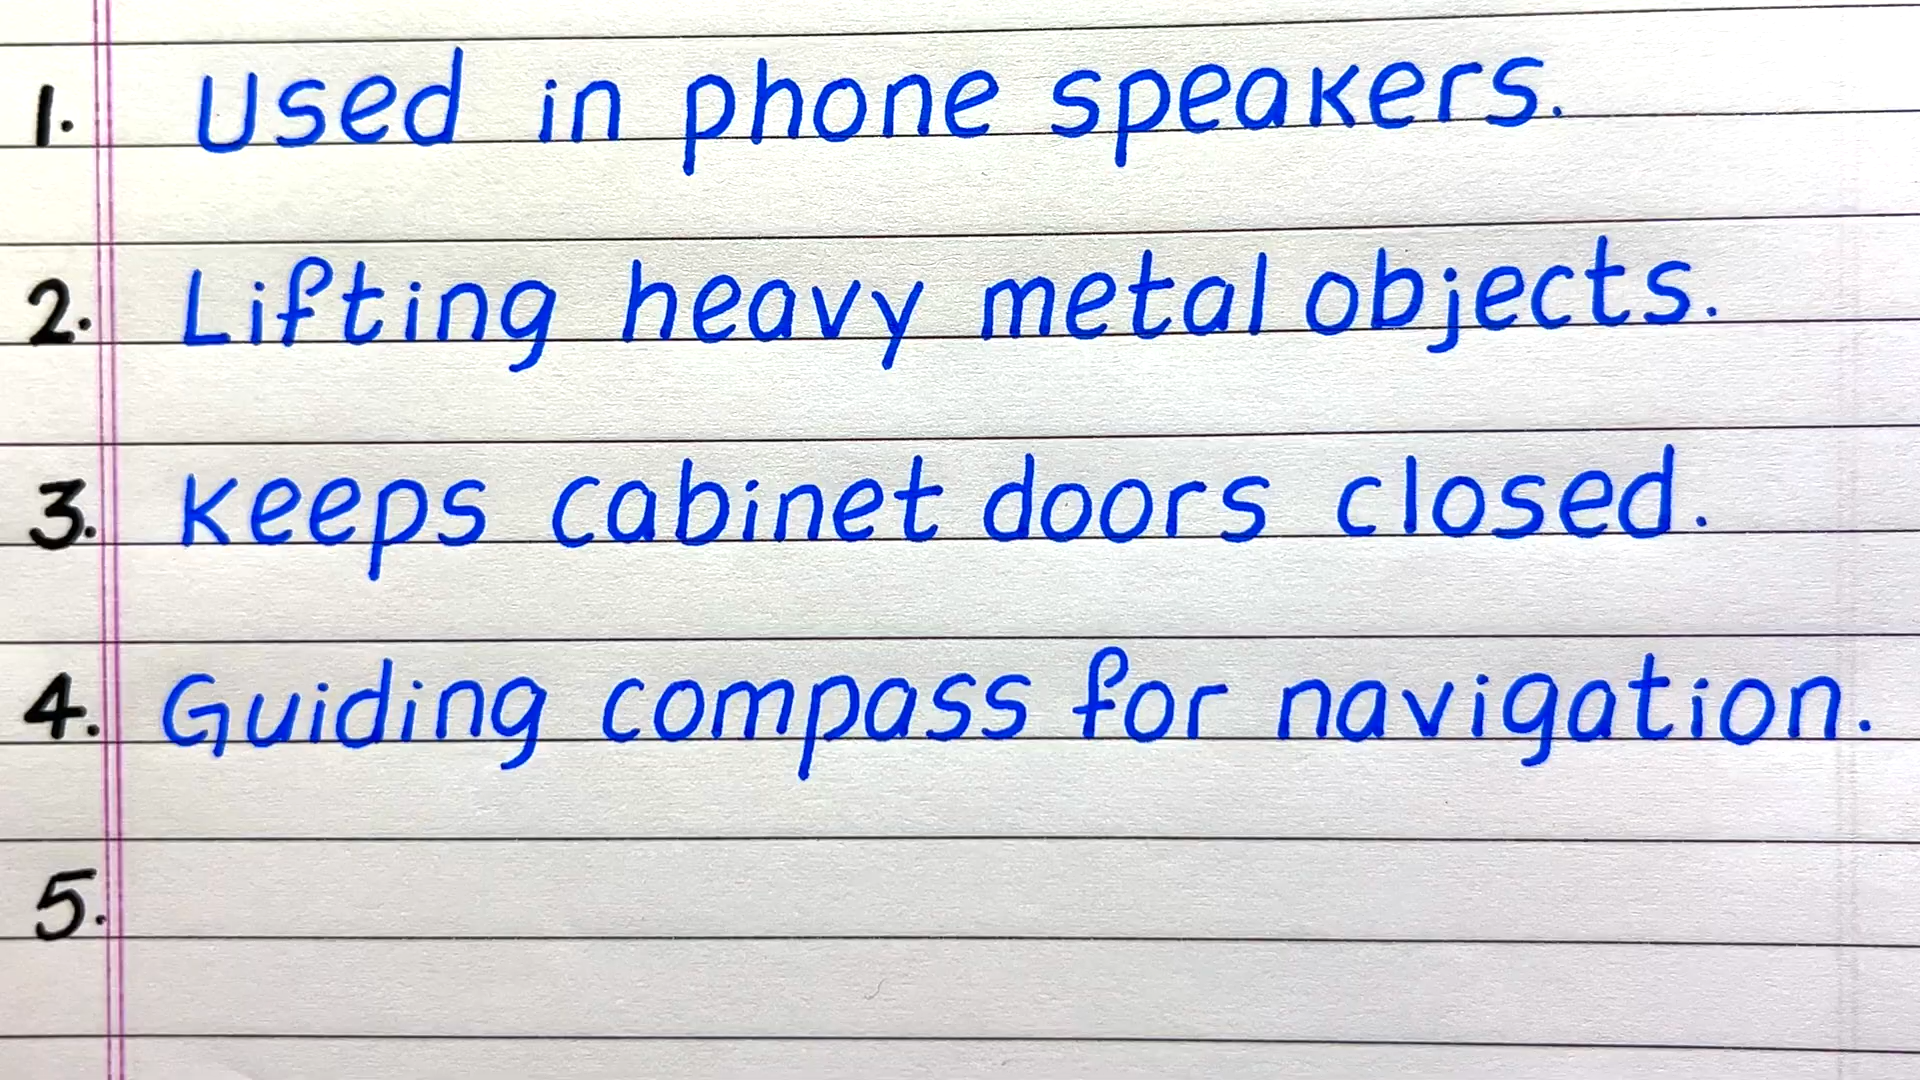 1. Used in phone speakers.
2. Lifting heavy metal objects.
3. Keeps cabinet doors closed.
4. Guiding compass for navigation.
5.